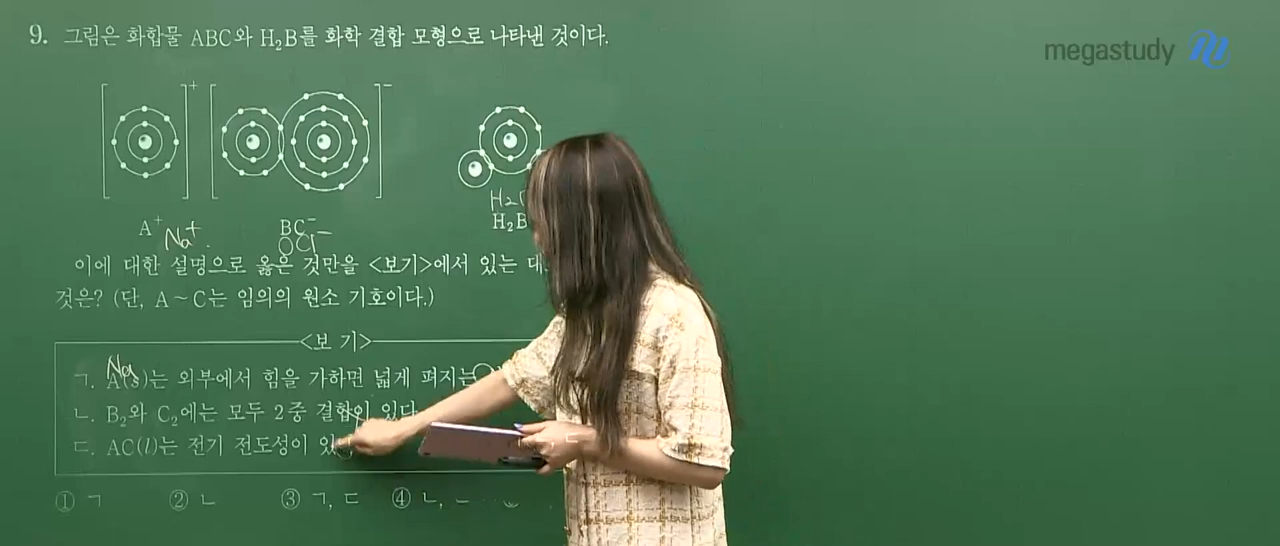 9. 그림은 화합물 ABC와 H₂B를 화학 결합 모형으로 나타낸 것이다.
megastudy
+ −
H₂
A⁺ BC⁻ H₂B
Na⁺ OCl⁻
이에 대한 설명으로 옳은 것만을 <보기>에서 있는 대
것은? (단, A~C는 임의의 원소 기호이다.)
<보 기>
Na
ㄱ. A(s)는 외부에서 힘을 가하면 넓게 펴지는
ㄴ. B₂와 C₂에는 모두 2중 결합이 있다
ㄷ. AC(l)는 전기 전도성이 있
① ㄱ ② ㄴ ③ ㄱ, ㄷ ④ ㄴ,